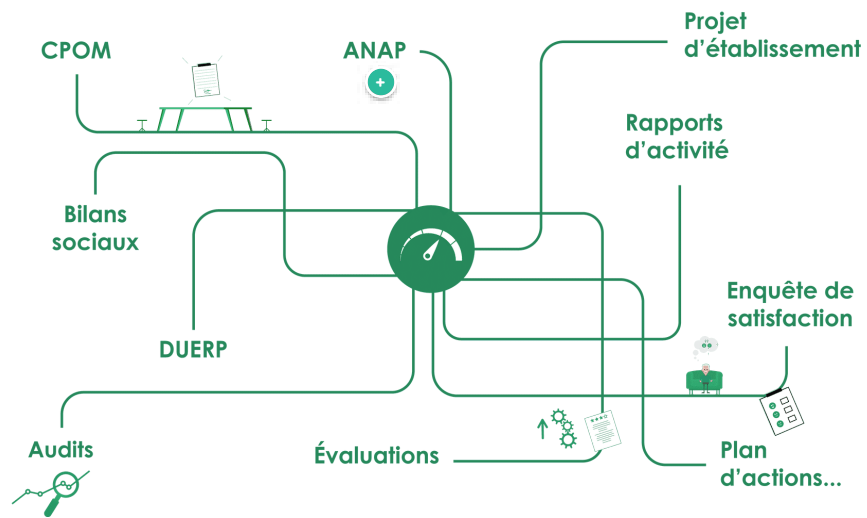 CPOM
ANAP
Projet
d'établissement
Rapports
d'activité
Bilans
sociaux
Enquête de
satisfaction
DUERP
Audits
Évaluations
Plan
d'actions...